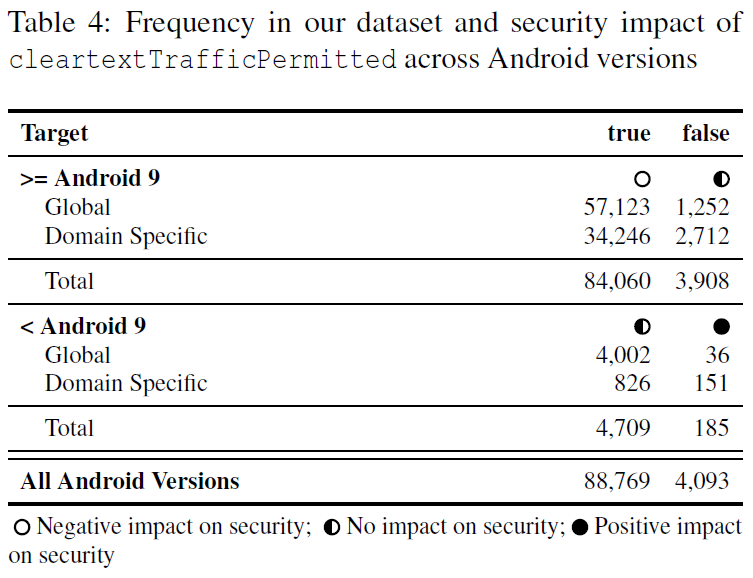 Table 4: Frequency in our dataset and security impact of
cleartextTrafficPermitted across Android versions
Target true false
>= Android 9 ○ ◐
Global 57,123 1,252
Domain Specific 34,246 2,712
Total 84,060 3,908
< Android 9 ◐ ●
Global 4,002 36
Domain Specific 826 151
Total 4,709 185
All Android Versions 88,769 4,093
○ Negative impact on security; ◐ No impact on security; ● Positive impact
on security